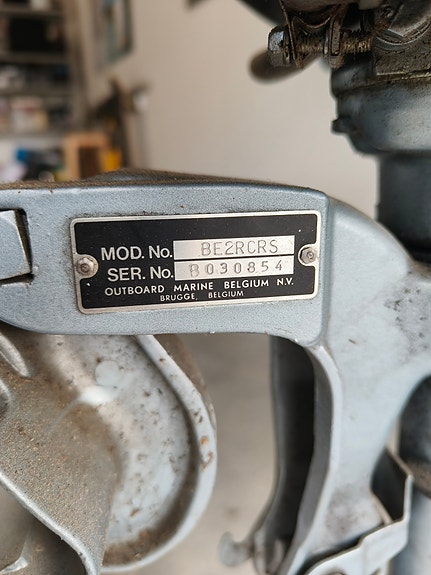 MOD. No. BE2RCRS
SER. No. B030854
OUTBOARD MARINE BELGIUM N.V.
BRUGGE, BELGIUM